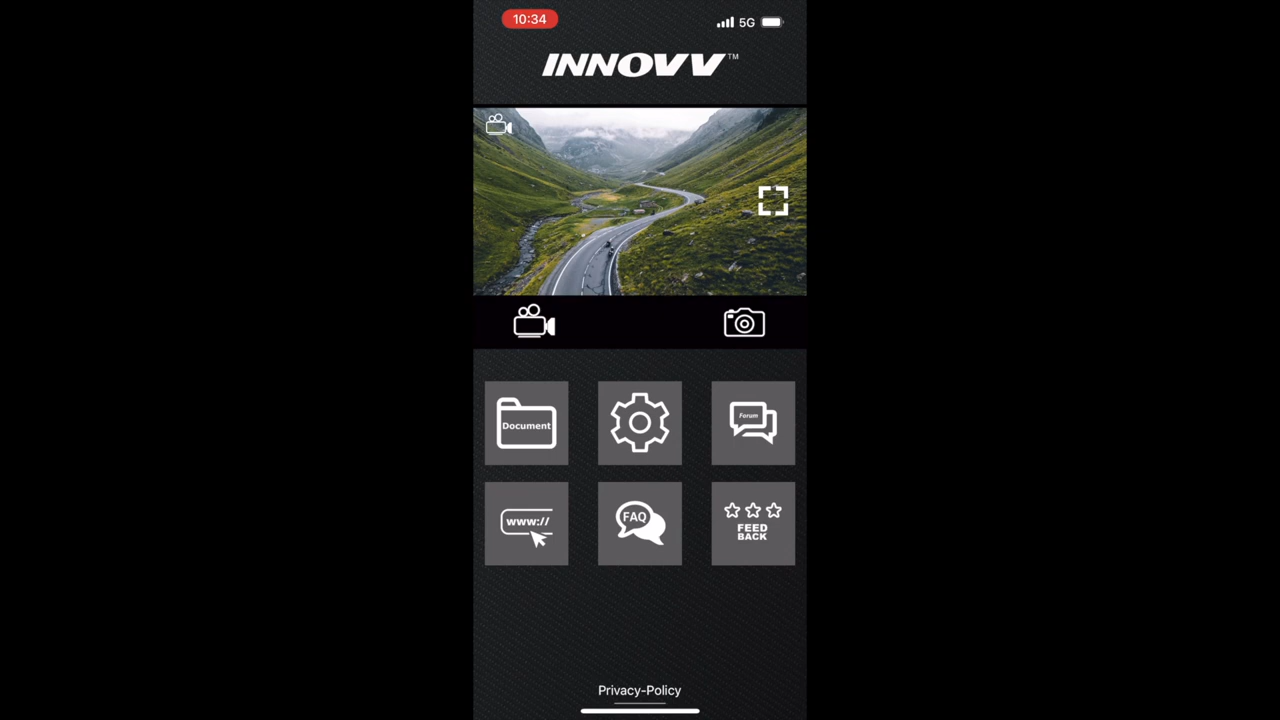 10:34
5G
INNOVV™
Document
Forum
www://
FAQ
FEED
BACK
Privacy-Policy